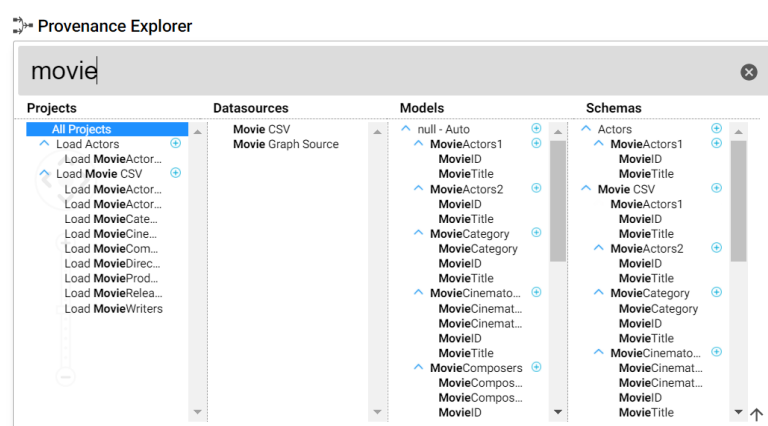 Provenance Explorer
movie
Projects
All Projects
Load Actors
Load MovieActor...
Load Movie CSV
Load MovieActor...
Load MovieActor...
Load MovieCate...
Load MovieCine...
Load MovieCom...
Load MovieDirec...
Load MovieProd...
Load MovieRelea...
Load MovieWriters
Datasources
Movie CSV
Movie Graph Source
Models
null - Auto
MovieActors1
MovieID
MovieTitle
MovieActors2
MovieID
MovieTitle
MovieCategory
MovieCategory
MovieID
MovieTitle
MovieCinemato...
MovieCinemat...
MovieCinemat...
MovieID
MovieTitle
MovieComposers
MovieCompos...
MovieCompos...
MovieID
Schemas
Actors
MovieActors1
MovieID
MovieTitle
Movie CSV
MovieActors1
MovieID
MovieTitle
MovieActors2
MovieID
MovieTitle
MovieCategory
MovieCategory
MovieID
MovieTitle
MovieCinemato...
MovieCinemat...
MovieCinemat...
MovieID
MovieTitle